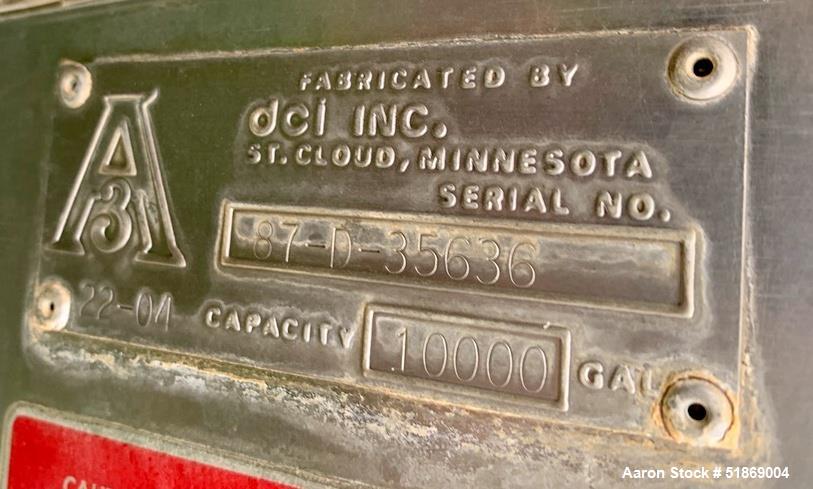 FABRICATED BY
dci INC.
ST. CLOUD, MINNESOTA
SERIAL NO.
A
3
87-D-35636
22-04 CAPACITY 10000 GAL
Aaron Stock # 51869004